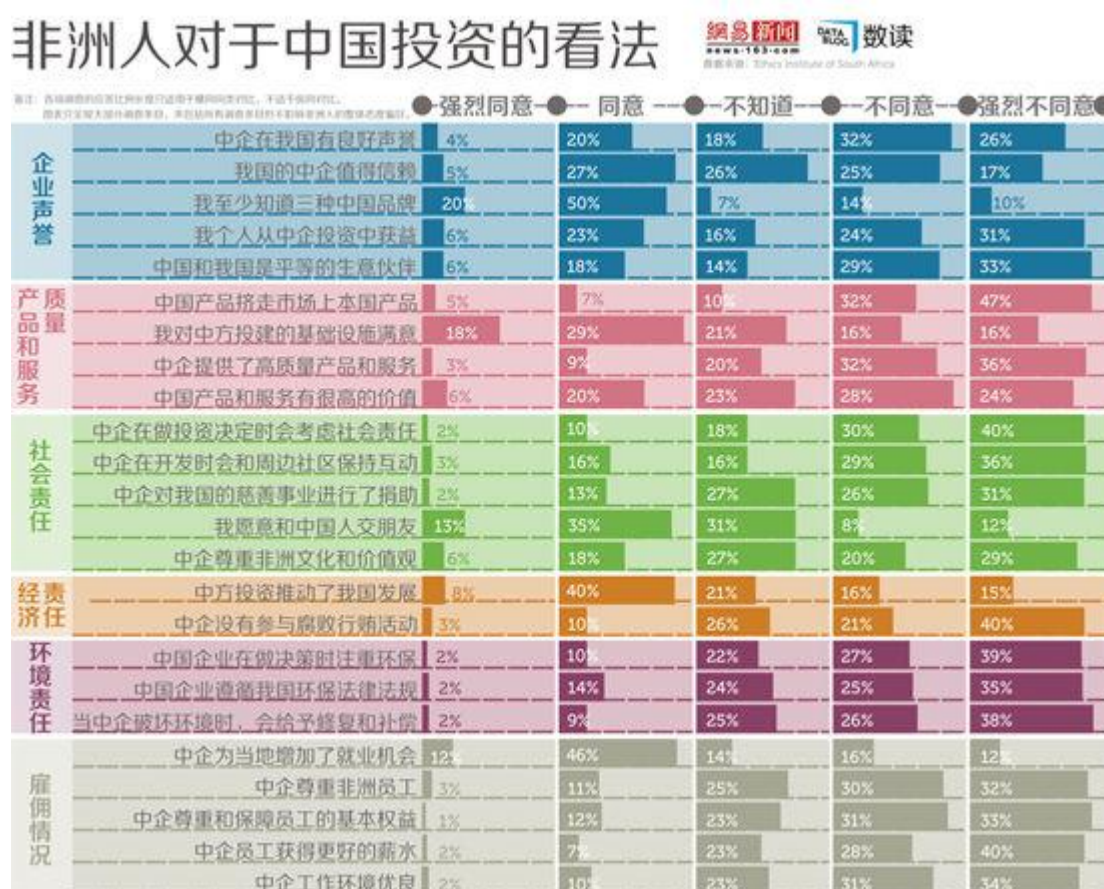 非洲人对于中国投资的看法
網易新闻 news·163·com DATA BLOG 数读
数据来源：Ethics Institute of South Africa
强烈同意 同意 不知道 不同意 强烈不同意
企业声誉
中企在我国有良好声誉 4% 20% 18% 32% 26%
我国的中企值得信赖 5% 27% 26% 25% 17%
我至少知道三种中国品牌 20% 50% 7% 14% 10%
我个人从中企投资中获益 6% 23% 16% 24% 31%
中国和我国是平等的生意伙伴 6% 18% 14% 29% 33%
产品和服务质量
中国产品挤走市场上本国产品 5% 7% 10% 32% 47%
我对中方投建的基础设施满意 18% 29% 21% 16% 16%
中企提供了高质量产品和服务 3% 9% 20% 32% 36%
中国产品和服务有很高的价值 6% 20% 23% 28% 24%
社会责任
中企在做投资决定时会考虑社会责任 2% 10% 18% 30% 40%
中企在开发时会和周边社区保持互动 3% 16% 16% 29% 36%
中企对我国的慈善事业进行了捐助 2% 13% 27% 26% 31%
我愿意和中国人交朋友 13% 35% 31% 8% 12%
中企尊重非洲文化和价值观 6% 18% 27% 20% 29%
经济责任
中方投资推动了我国发展 8% 40% 21% 16% 15%
中企没有参与腐败行贿活动 3% 10% 26% 21% 40%
环境责任
中国企业在做决策时注重环保 2% 10% 22% 27% 39%
中国企业遵循我国环保法律法规 2% 14% 24% 25% 35%
当中企破坏环境时，会给予修复和补偿 2% 9% 25% 26% 38%
雇佣情况
中企为当地增加了就业机会 12% 46% 14% 16% 12%
中企尊重非洲员工 3% 11% 25% 30% 32%
中企尊重和保障员工的基本权益 1% 12% 23% 31% 33%
中企员工获得更好的薪水 2% 7% 23% 28% 40%
中企工作环境优良 2% 10% 23% 31% 34%